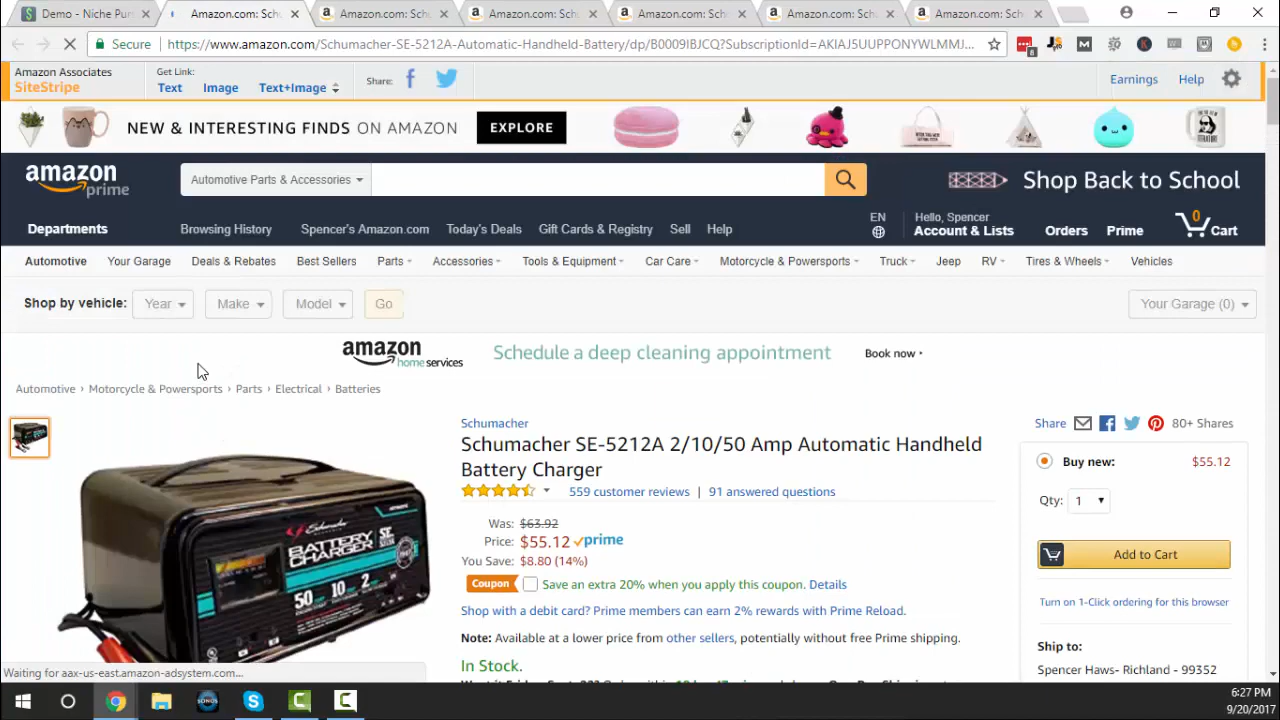 Demo - Niche Pur
Amazon.com: Sch
Amazon.com: Sc
Amazon.com: Sc
Amazon.com: Sc
Amazon.com: Sc
Amazon.com: Sc
Secure
https://www.amazon.com/Schumacher-SE-5212A-Automatic-Handheld-Battery/dp/B0009IBJCQ?SubscriptionId=AKIAJ5UUPPONYWLMMJ...
Amazon Associates
SiteStripe
Get Link:
Text Image Text+Image
Share:
Earnings Help
NEW & INTERESTING FINDS ON AMAZON
EXPLORE
amazon prime
Automotive Parts & Accessories
Shop Back to School
Departments
Browsing History Spencer's Amazon.com Today's Deals Gift Cards & Registry Sell Help
EN
Hello, Spencer
Account & Lists
Orders
Prime
0
Cart
Automotive Your Garage Deals & Rebates Best Sellers Parts Accessories Tools & Equipment Car Care Motorcycle & Powersports Truck Jeep RV Tires & Wheels Vehicles
Shop by vehicle: Year Make Model Go
Your Garage (0)
amazon home services
Schedule a deep cleaning appointment
Book now
Automotive › Motorcycle & Powersports › Parts › Electrical › Batteries
Schumacher
BATTERY
CHARGER
SE
50 10 2
Schumacher
Schumacher SE-5212A 2/10/50 Amp Automatic Handheld
Battery Charger
559 customer reviews | 91 answered questions
Was: $63.92
Price: $55.12 prime
You Save: $8.80 (14%)
Coupon Save an extra 20% when you apply this coupon. Details
Shop with a debit card? Prime members can earn 2% rewards with Prime Reload.
Note: Available at a lower price from other sellers, potentially without free Prime shipping.
In Stock.
Share
80+ Shares
Buy new: $55.12
Qty: 1
Add to Cart
Turn on 1-Click ordering for this browser
Ship to:
Spencer Haws- Richland - 99352
Waiting for aax-us-east.amazon-adsystem.com...
SONOS
6:27 PM
9/20/2017